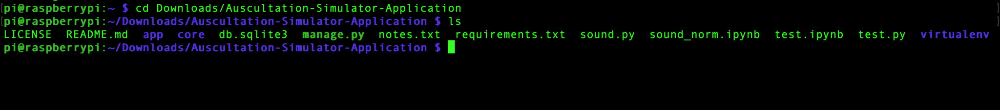 [pi@raspberrypi:~ $ cd Downloads/Auscultation-Simulator-Application ]
[pi@raspberrypi:~/Downloads/Auscultation-Simulator-Application $ ls ]
LICENSE README.md app core db.sqlite3 manage.py notes.txt requirements.txt sound.py sound_norm.ipynb test.ipynb test.py virtualenv
pi@raspberrypi:~/Downloads/Auscultation-Simulator-Application $